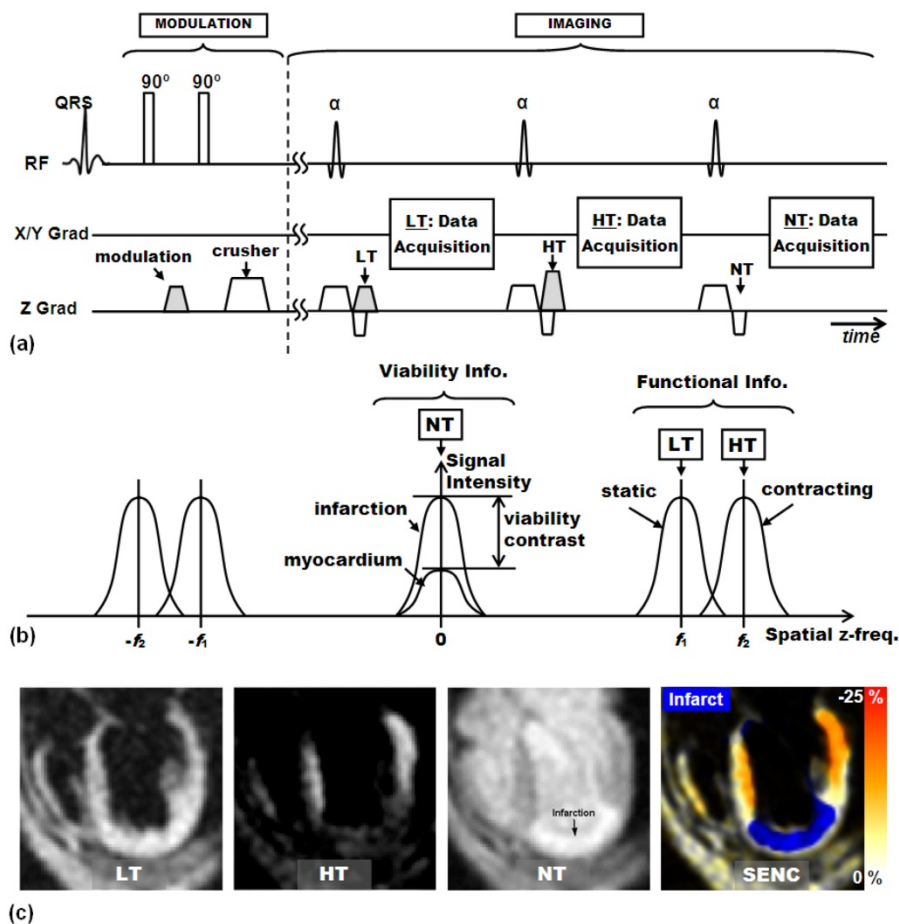 MODULATION
IMAGING
90º 90º
QRS
α α α
RF
X/Y Grad
LT: Data Acquisition
HT: Data Acquisition
NT: Data Acquisition
modulation
crusher
LT
HT
NT
Z Grad
time
(a)
Viability Info.
Functional Info.
NT
LT
HT
Signal
Intensity
static
contracting
infarction
viability
contrast
myocardium
-f2 -f1 0 f1 f2 Spatial z-freq.
(b)
Infarct
-25 %
Infarction
0 %
LT
HT
NT
SENC
(c)